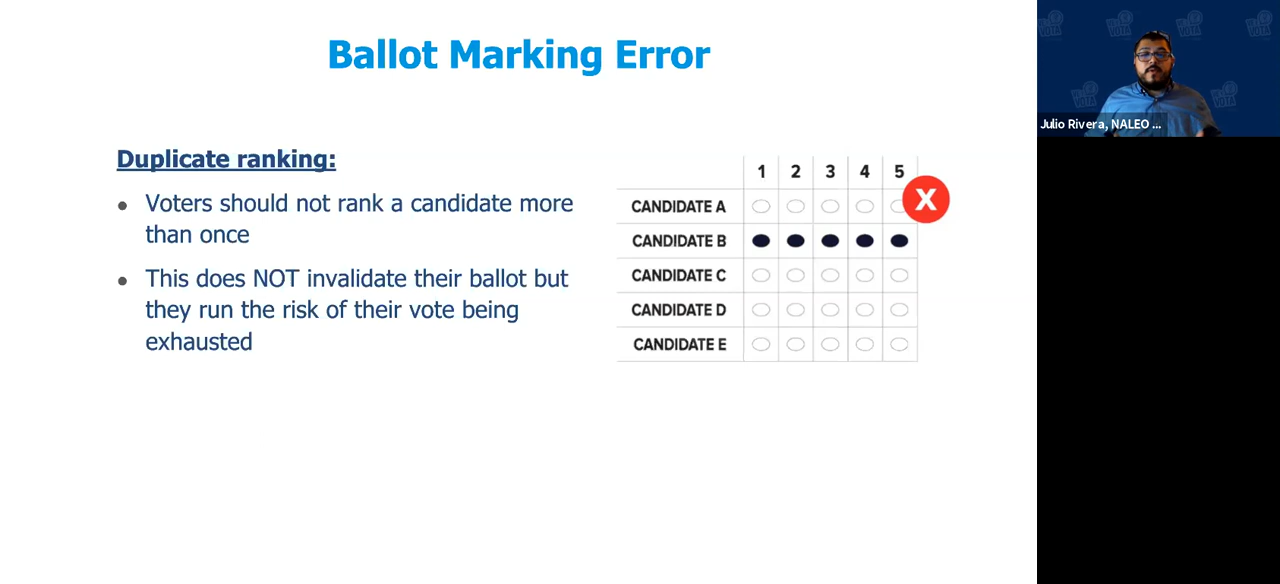 Ballot Marking Error
Duplicate ranking:
• Voters should not rank a candidate more
than once
• This does NOT invalidate their ballot but
they run the risk of their vote being
exhausted
1 2 3 4 5
CANDIDATE A
X
CANDIDATE B
CANDIDATE C
CANDIDATE D
CANDIDATE E
Julio Rivera, NALEO ...